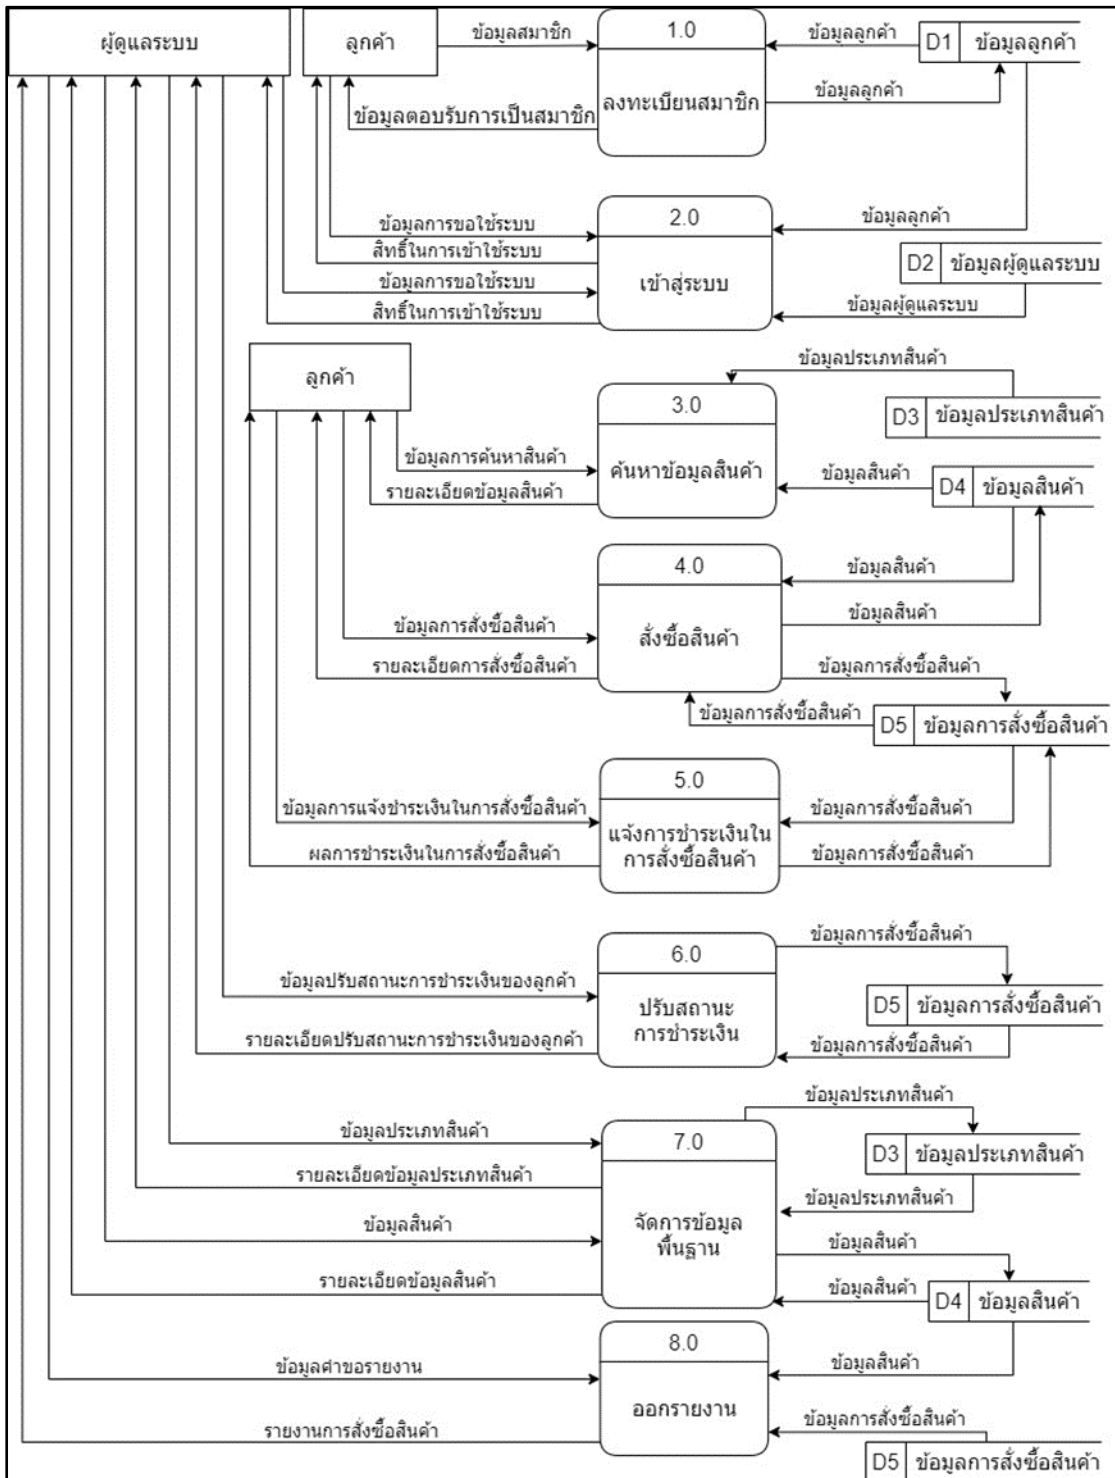 ผู้ดูแลระบบ
ลูกค้า
ข้อมูลสมาชิก
1.0
ลงทะเบียนสมาชิก
ข้อมูลลูกค้า
D1 ข้อมูลลูกค้า
ข้อมูลลูกค้า
ข้อมูลตอบรับการเป็นสมาชิก
ข้อมูลการขอใช้ระบบ
สิทธิ์ในการเข้าใช้ระบบ
ข้อมูลการขอใช้ระบบ
สิทธิ์ในการเข้าใช้ระบบ
2.0
เข้าสู่ระบบ
ข้อมูลลูกค้า
D2 ข้อมูลผู้ดูแลระบบ
ข้อมูลผู้ดูแลระบบ
ลูกค้า
ข้อมูลการค้นหาสินค้า
รายละเอียดข้อมูลสินค้า
3.0
ค้นหาข้อมูลสินค้า
ข้อมูลประเภทสินค้า
D3 ข้อมูลประเภทสินค้า
ข้อมูลสินค้า
D4 ข้อมูลสินค้า
4.0
สั่งซื้อสินค้า
ข้อมูลสินค้า
ข้อมูลสินค้า
ข้อมูลการสั่งซื้อสินค้า
รายละเอียดการสั่งซื้อสินค้า
ข้อมูลการสั่งซื้อสินค้า
ข้อมูลการสั่งซื้อสินค้า
D5 ข้อมูลการสั่งซื้อสินค้า
5.0
แจ้งการชำระเงินใน
การสั่งซื้อสินค้า
ข้อมูลการแจ้งชำระเงินในการสั่งซื้อสินค้า
ผลการชำระเงินในการสั่งซื้อสินค้า
ข้อมูลการสั่งซื้อสินค้า
ข้อมูลการสั่งซื้อสินค้า
6.0
ปรับสถานะ
การชำระเงิน
ข้อมูลปรับสถานะการชำระเงินของลูกค้า
รายละเอียดปรับสถานะการชำระเงินของลูกค้า
ข้อมูลการสั่งซื้อสินค้า
D5 ข้อมูลการสั่งซื้อสินค้า
ข้อมูลการสั่งซื้อสินค้า
7.0
จัดการข้อมูล
พื้นฐาน
ข้อมูลประเภทสินค้า
รายละเอียดข้อมูลประเภทสินค้า
ข้อมูลสินค้า
รายละเอียดข้อมูลสินค้า
ข้อมูลประเภทสินค้า
D3 ข้อมูลประเภทสินค้า
ข้อมูลประเภทสินค้า
ข้อมูลสินค้า
ข้อมูลสินค้า
D4 ข้อมูลสินค้า
8.0
ออกรายงาน
ข้อมูลคำขอรายงาน
รายงานการสั่งซื้อสินค้า
ข้อมูลสินค้า
ข้อมูลการสั่งซื้อสินค้า
D5 ข้อมูลการสั่งซื้อสินค้า